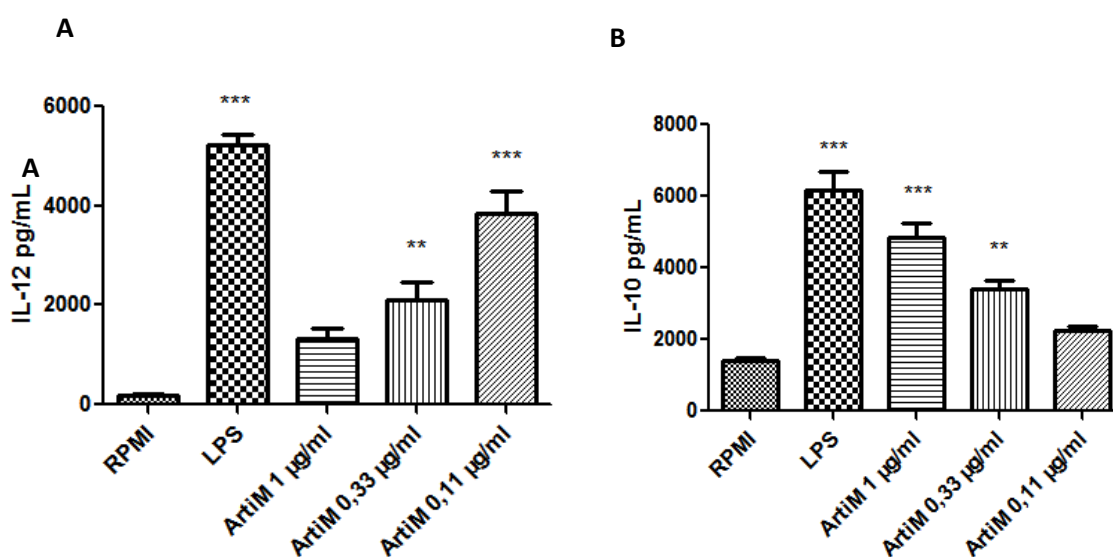 A
6000
***
4000
2000
0
A
IL-12 pg/mL
***
**
RPMI
LPS
ArtiM 1 µg/ml
ArtiM 0,33 µg/ml
ArtiM 0,11 µg/ml
B
8000
6000
4000
2000
0
IL-10 pg/mL
***
***
**
RPMI
LPS
ArtiM 1 µg/ml
ArtiM 0,33 µg/ml
ArtiM 0,11 µg/ml